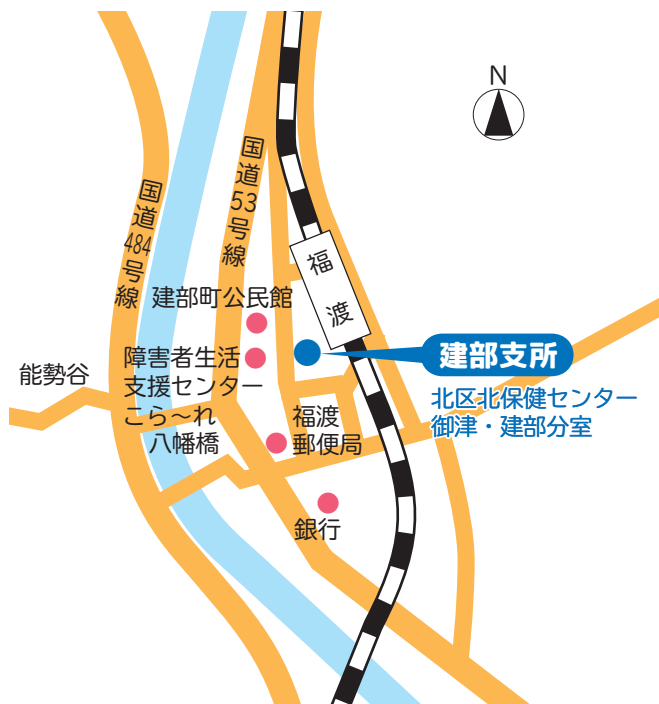 N
国道53号線
国道484号線
福渡
建部町公民館
建部支所
障害者生活
支援センター
こら〜れ
能勢谷
北区北保健センター
御津・建部分室
八幡橋
福渡
郵便局
銀行